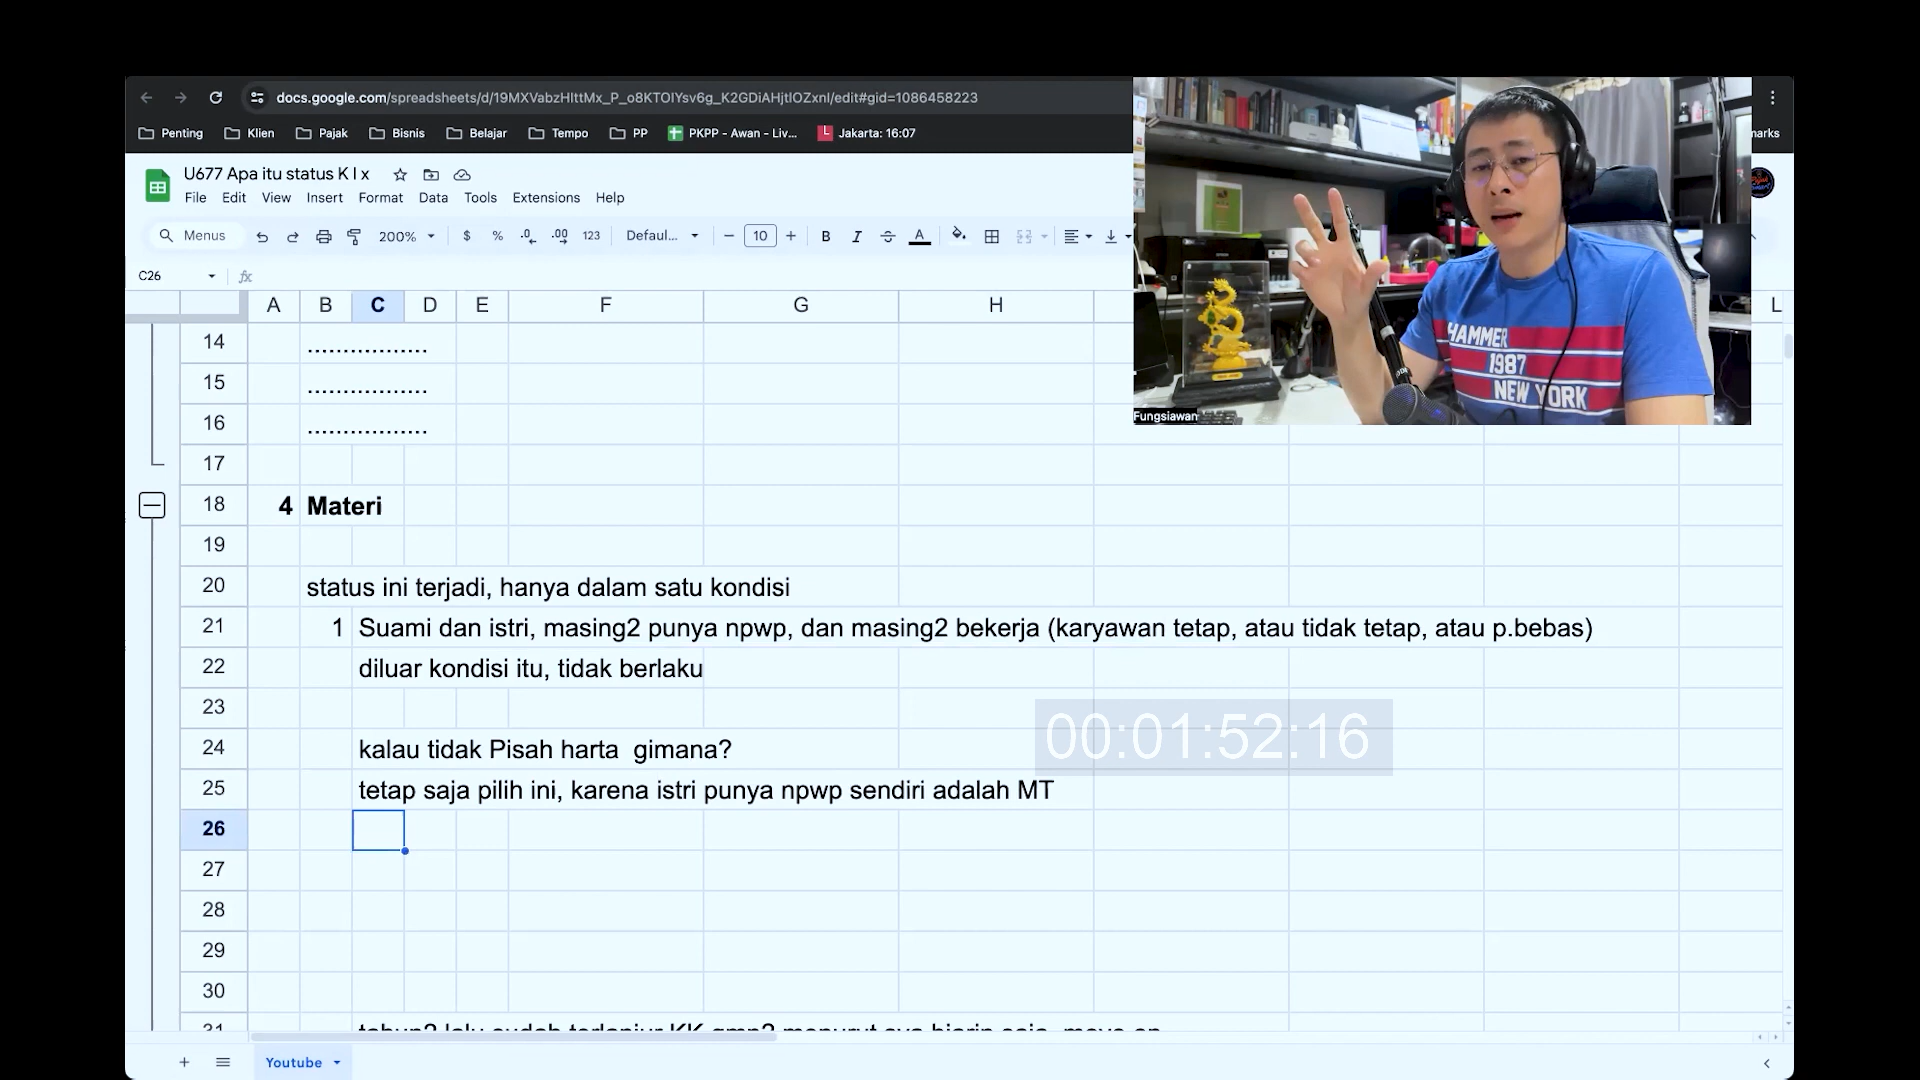 docs.google.com/spreadsheets/d/19MXVabzHIttMx_P_o8KTOIYsv6g_K2GDiAHjtIOZxnI/edit#gid=1086458223
Penting Klien Pajak Bisnis Belajar Tempo PP PKPP - Awan - Liv... Jakarta: 16:07 marks
U677 Apa itu status K I x
File Edit View Insert Format Data Tools Extensions Help
Menus 200% $ % .0 .00 123 Defaul... 10 B I A
C26 fx
A B C D E F G H L
HAMMER
1987
NEW YORK
Fungsiawan
14 .................
15 .................
16 .................
17
18 4 Materi
19
20 status ini terjadi, hanya dalam satu kondisi
21 1 Suami dan istri, masing2 punya npwp, dan masing2 bekerja (karyawan tetap, atau tidak tetap, atau p.bebas)
22 diluar kondisi itu, tidak berlaku
23
00:01:52:16
24 kalau tidak Pisah harta  gimana?
25 tetap saja pilih ini, karena istri punya npwp sendiri adalah MT
26
27
28
29
30
31
Youtube